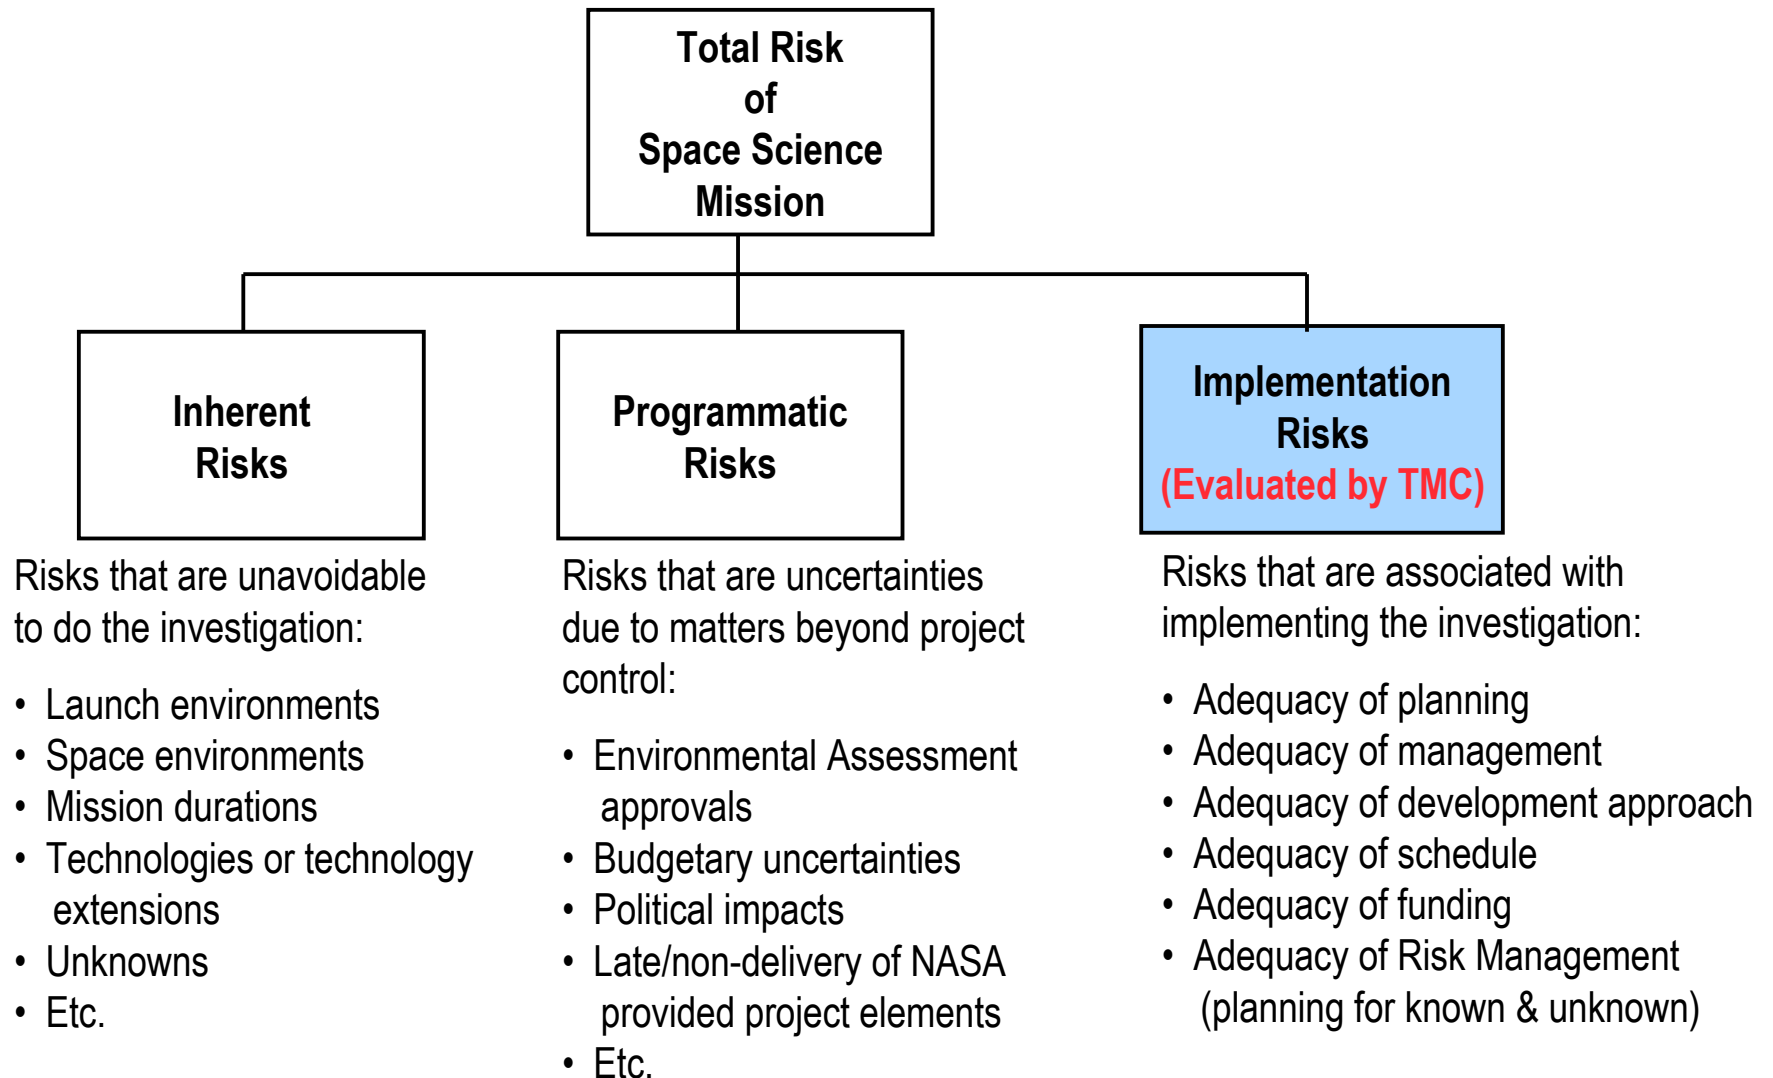 Total Risk
of
Space Science
Mission
Inherent
Risks
Risks that are unavoidable
to do the investigation:
• Launch environments
• Space environments
• Mission durations
• Technologies or technology
extensions
• Unknowns
• Etc.
Programmatic
Risks
Risks that are uncertainties
due to matters beyond project
control:
• Environmental Assessment
approvals
• Budgetary uncertainties
• Political impacts
• Late/non-delivery of NASA
provided project elements
• Etc.
Implementation
Risks
(Evaluated by TMC)
Risks that are associated with
implementing the investigation:
• Adequacy of planning
• Adequacy of management
• Adequacy of development approach
• Adequacy of schedule
• Adequacy of funding
• Adequacy of Risk Management
(planning for known & unknown)